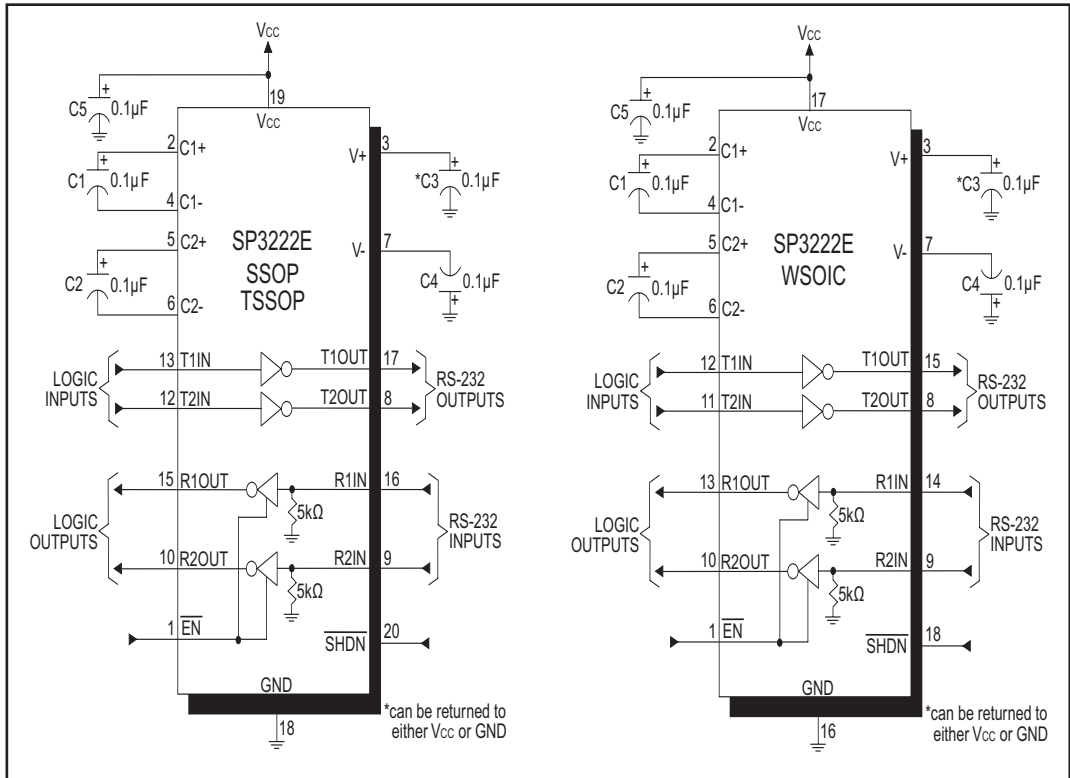 VCC
19
C5
+
0.1µF
VCC
2
C1+
V+
3
+
C1
0.1µF
*C3
+
0.1µF
4
C1-
5
C2+
SP3222E
SSOP
TSSOP
V-
7
+
C2
0.1µF
C4
0.1µF
+
6
C2-
LOGIC
INPUTS
13
T1IN
T1OUT
17
12
T2IN
T2OUT
8
RS-232
OUTPUTS
LOGIC
OUTPUTS
15
R1OUT
R1IN
16
5kΩ
10
R2OUT
R2IN
9
5kΩ
RS-232
INPUTS
1
EN
SHDN
20
GND
18
*can be returned to
either VCC or GND
VCC
17
C5
+
0.1µF
VCC
2
C1+
V+
3
+
C1
0.1µF
*C3
+
0.1µF
4
C1-
5
C2+
SP3222E
WSOIC
V-
7
+
C2
0.1µF
C4
0.1µF
+
6
C2-
LOGIC
INPUTS
12
T1IN
T1OUT
15
11
T2IN
T2OUT
8
RS-232
OUTPUTS
LOGIC
OUTPUTS
13
R1OUT
R1IN
14
5kΩ
10
R2OUT
R2IN
9
5kΩ
RS-232
INPUTS
1
EN
SHDN
18
GND
16
*can be returned to
either VCC or GND